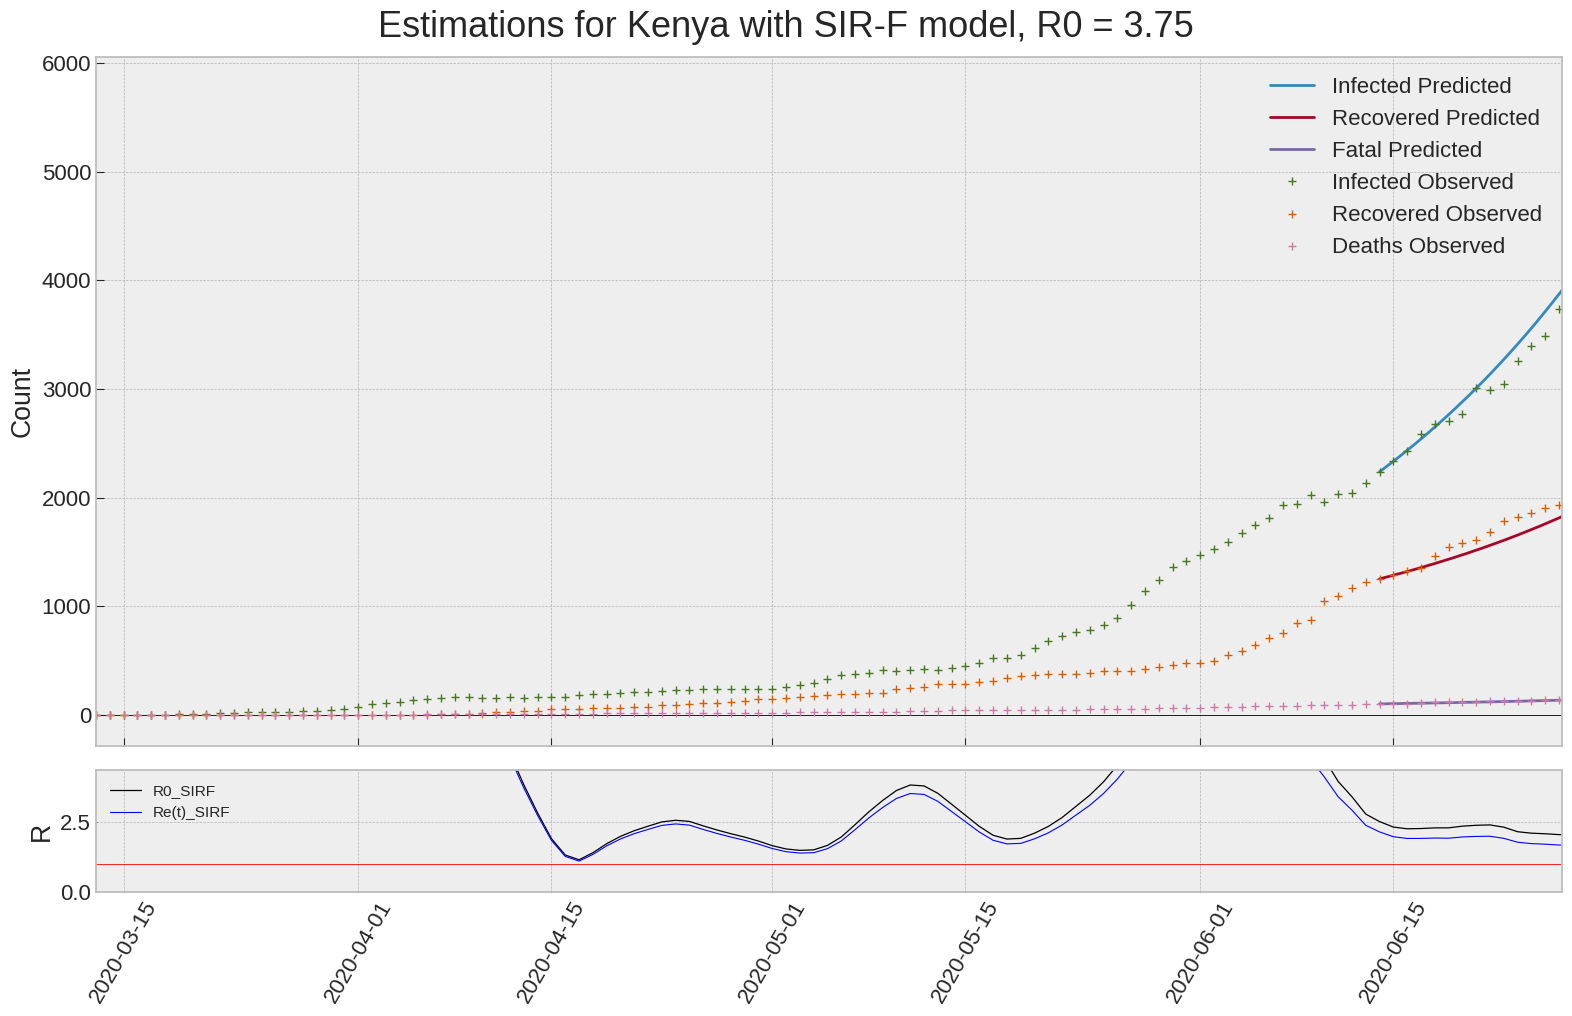 Estimations for Kenya with SIR-F model, R0 = 3.75
6000
5000
4000
3000
2000
1000
0
Count
Infected Predicted
Recovered Predicted
Fatal Predicted
Infected Observed
Recovered Observed
Deaths Observed
R0_SIRF
Re(t)_SIRF
2.5
0.0
R
2020-03-15
2020-04-01
2020-04-15
2020-05-01
2020-05-15
2020-06-01
2020-06-15